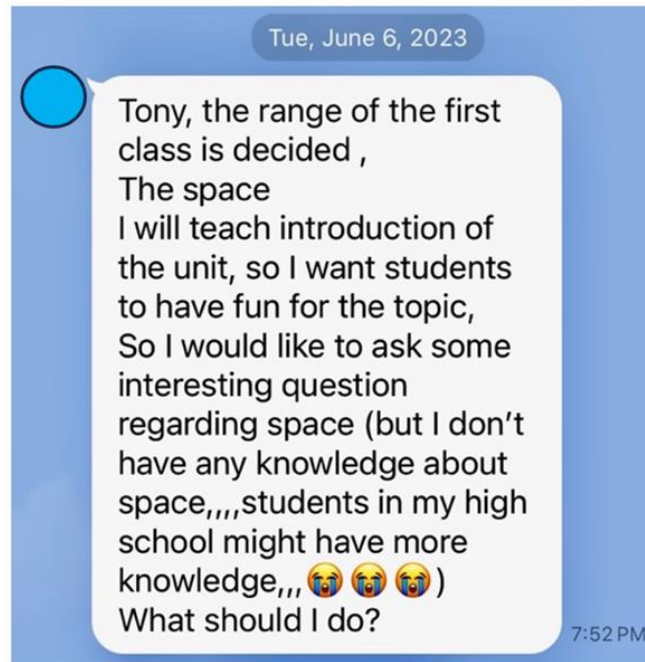 Tue, June 6, 2023
Tony, the range of the first
class is decided ,
The space
I will teach introduction of
the unit, so I want students
to have fun for the topic,
So I would like to ask some
interesting question
regarding space (but I don’t
have any knowledge about
space,,,,students in my high
school might have more
knowledge,,, 😭 😭 😭 )
What should I do?
7:52 PM